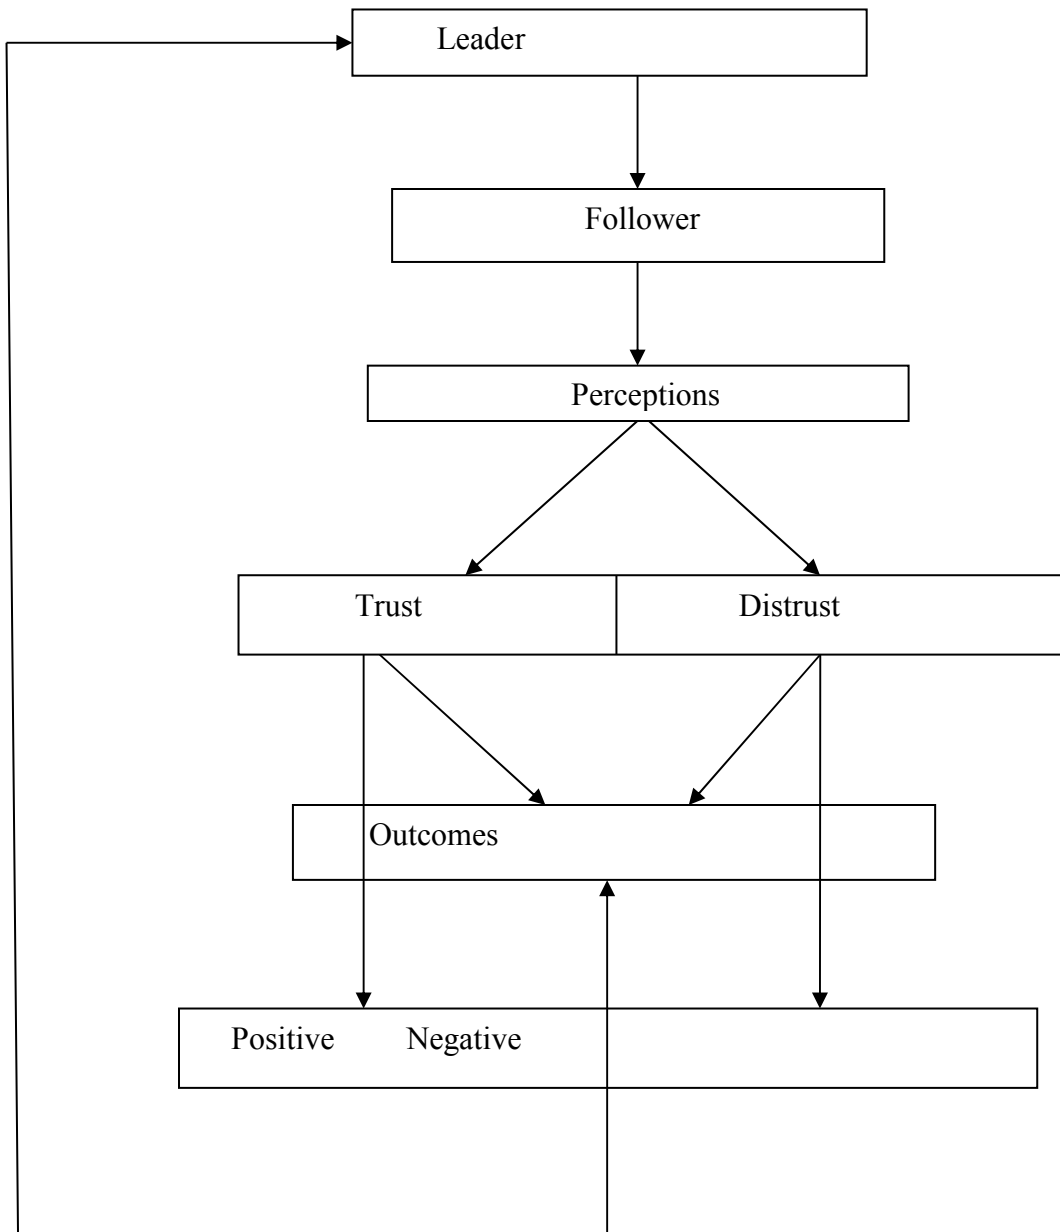 Leader
Follower
Perceptions
Trust Distrust
Outcomes
Positive Negative